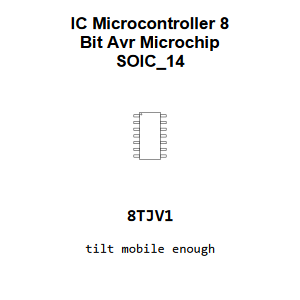 IC Microcontroller 8
Bit Avr Microchip
SOIC_14
8TJV1
tilt mobile enough